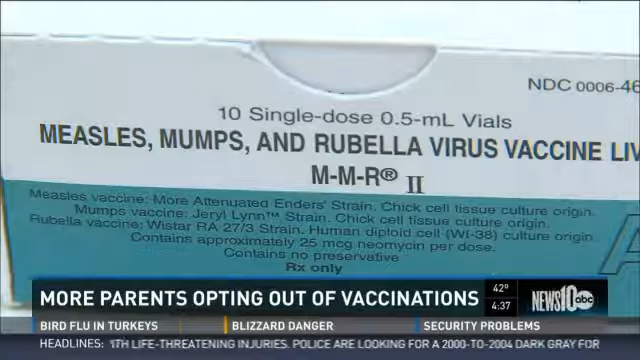 NDC 0006-46
10 Single-dose 0.5-mL Vials
MEASLES, MUMPS, AND RUBELLA VIRUS VACCINE LIV
M-M-R® II
Measles vaccine: More Attenuated Enders' Strain. Chick cell tissue culture origin.
Mumps vaccine: Jeryl Lynn™ Strain. Chick cell tissue culture origin.
Rubella vaccine: Wistar RA 27/3 Strain. Human diploid cell (WI-38) culture origin
Contains approximately 25 mcg neomycin per dose.
Contains no preservative
Rx only
MORE PARENTS OPTING OUT OF VACCINATIONS
42°
4:37
NEWS10 abc
BIRD FLU IN TURKEYS
BLIZZARD DANGER
SECURITY PROBLEMS
HEADLINES: ITH LIFE-THREATENING INJURIES. POLICE ARE LOOKING FOR A 2000-TO-2004 DARK GRAY FOR